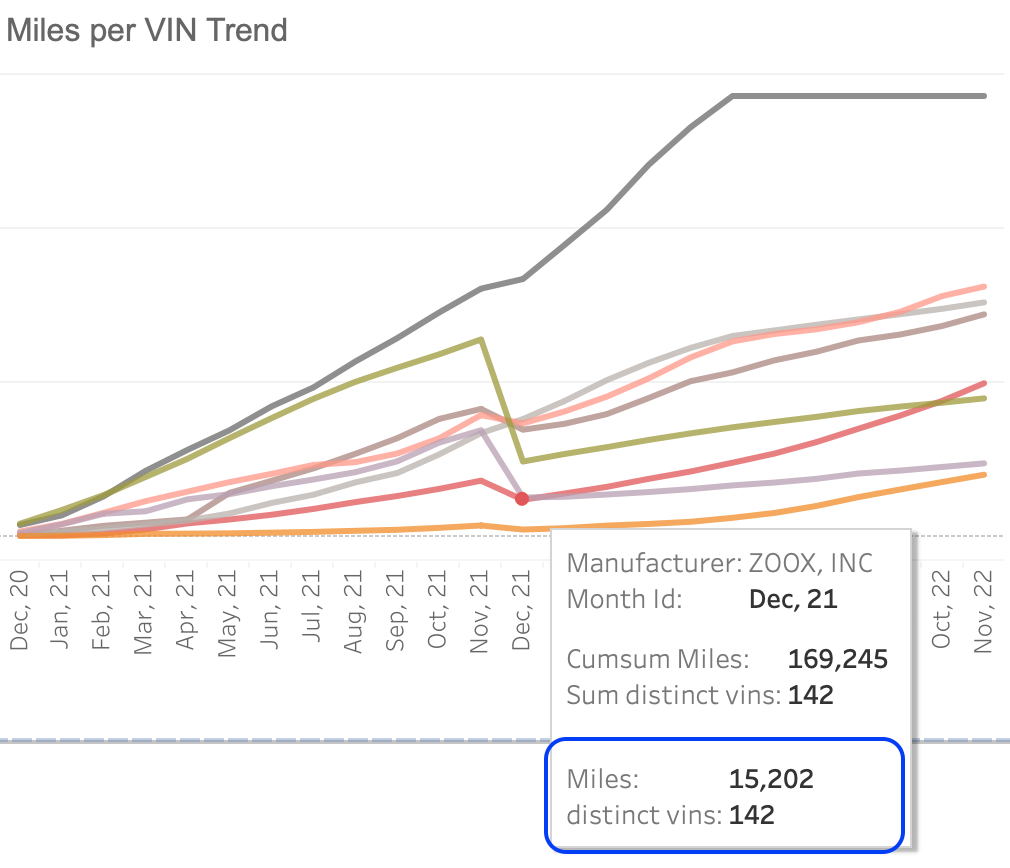 Miles per VIN Trend
Dec, 20
Jan, 21
Feb, 21
Mar, 21
Apr, 21
May, 21
Jun, 21
Jul, 21
Aug, 21
Sep, 21
Oct, 21
Nov, 21
Dec, 21
Oct, 22
Nov, 22
Manufacturer: ZOOX, INC
Month Id: Dec, 21
Cumsum Miles: 169,245
Sum distinct vins: 142
Miles: 15,202
distinct vins: 142